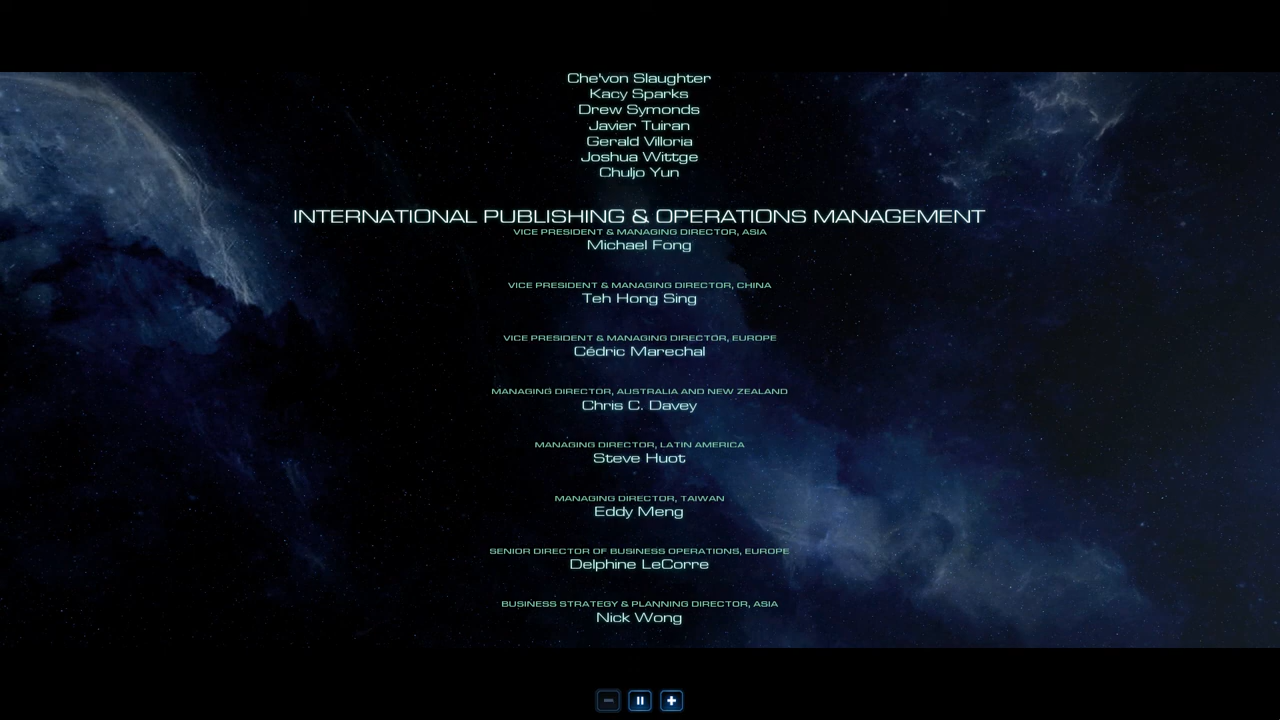 Che'von Slaughter
Kacy Sparks
Drew Symonds
Javier Tuiran
Gerald Villoria
Joshua Wittge
Chuljo Yun
INTERNATIONAL PUBLISHING & OPERATIONS MANAGEMENT
VICE PRESIDENT & MANAGING DIRECTOR, ASIA
Michael Fong
VICE PRESIDENT & MANAGING DIRECTOR, CHINA
Teh Hong Sing
VICE PRESIDENT & MANAGING DIRECTOR, EUROPE
Cédric Marechal
MANAGING DIRECTOR, AUSTRALIA AND NEW ZEALAND
Chris C. Davey
MANAGING DIRECTOR, LATIN AMERICA
Steve Huot
MANAGING DIRECTOR, TAIWAN
Eddy Meng
SENIOR DIRECTOR OF BUSINESS OPERATIONS, EUROPE
Delphine LeCorre
BUSINESS STRATEGY & PLANNING DIRECTOR, ASIA
Nick Wong